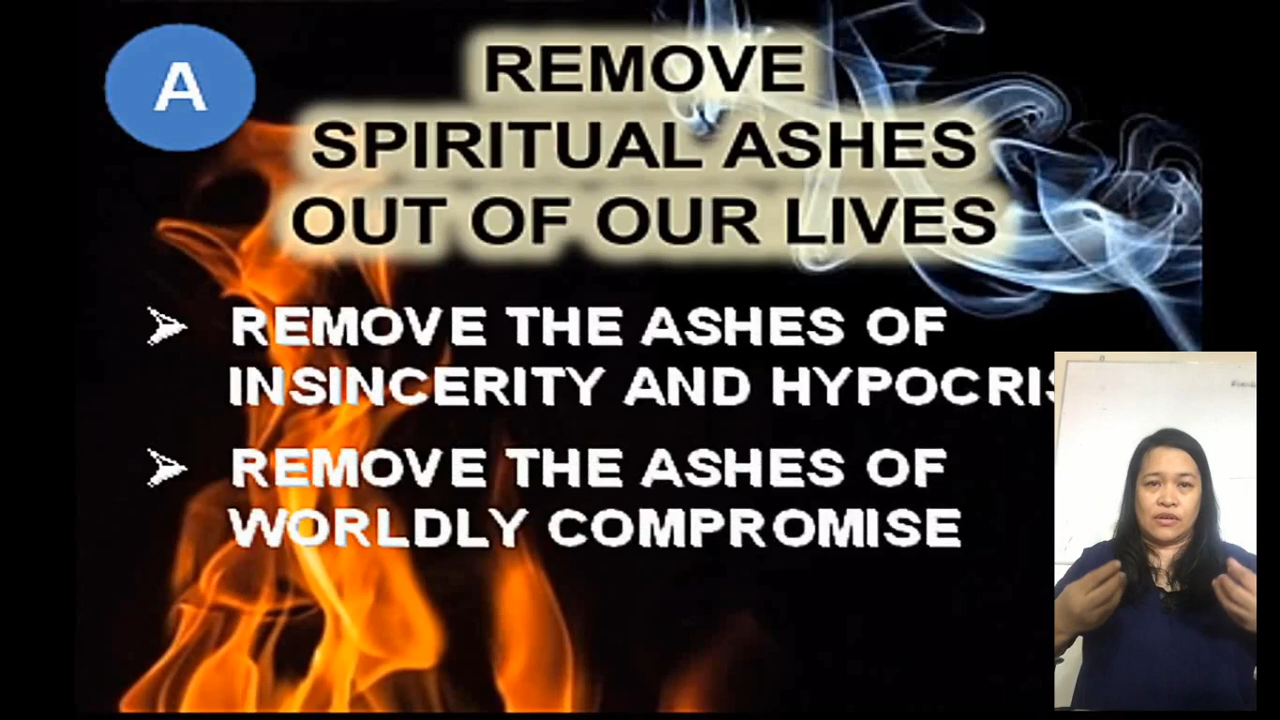 A
REMOVE
SPIRITUAL ASHES
OUT OF OUR LIVES
➢ REMOVE THE ASHES OF
INSINCERITY AND HYPOCRIS
➢ REMOVE THE ASHES OF
WORLDLY COMPROMISE